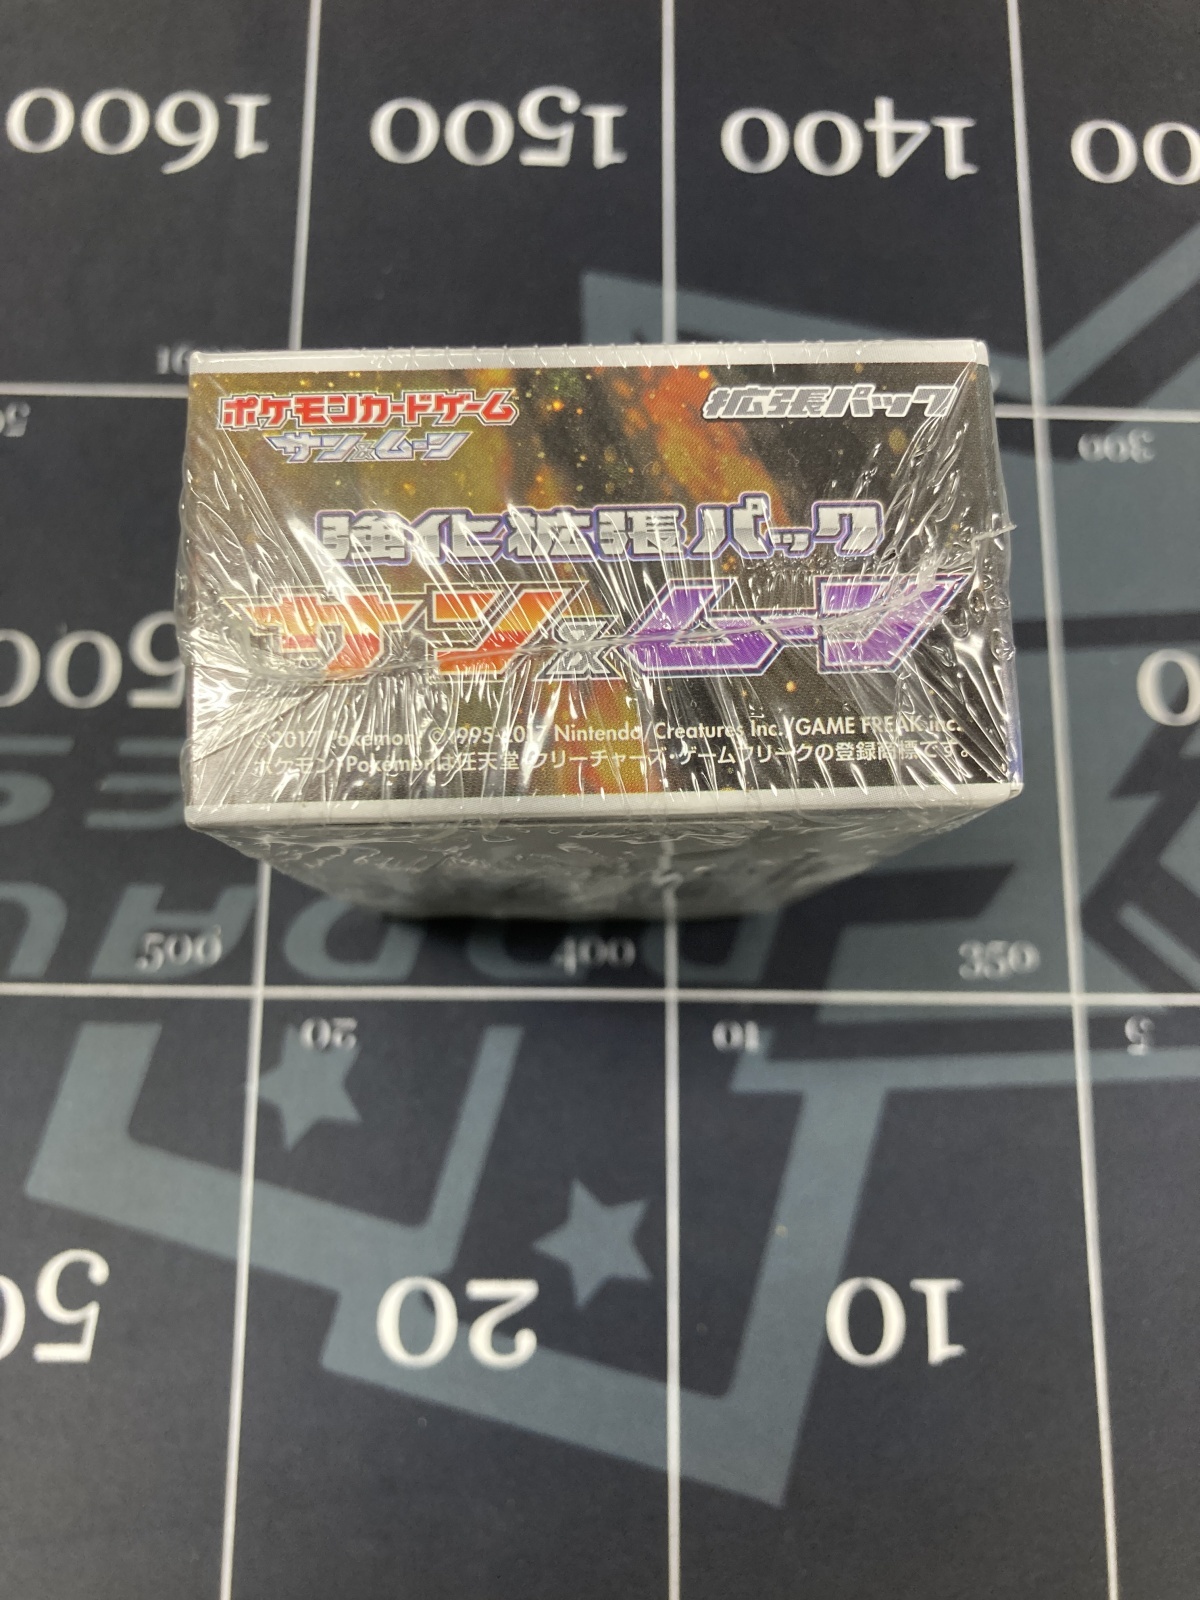 1600 1500 1400
ポケモンカードゲーム
サン&ムーン
拡張パック
強化拡張パック
サン&ムーン
©2017 Pokémon. ©1995-2017 Nintendo/Creatures Inc./GAME FREAK inc.
ポケモン・Pokémonは任天堂・クリーチャーズ・ゲームフリークの登録商標です。
300
500 400 350
20 10 5
50 20 10